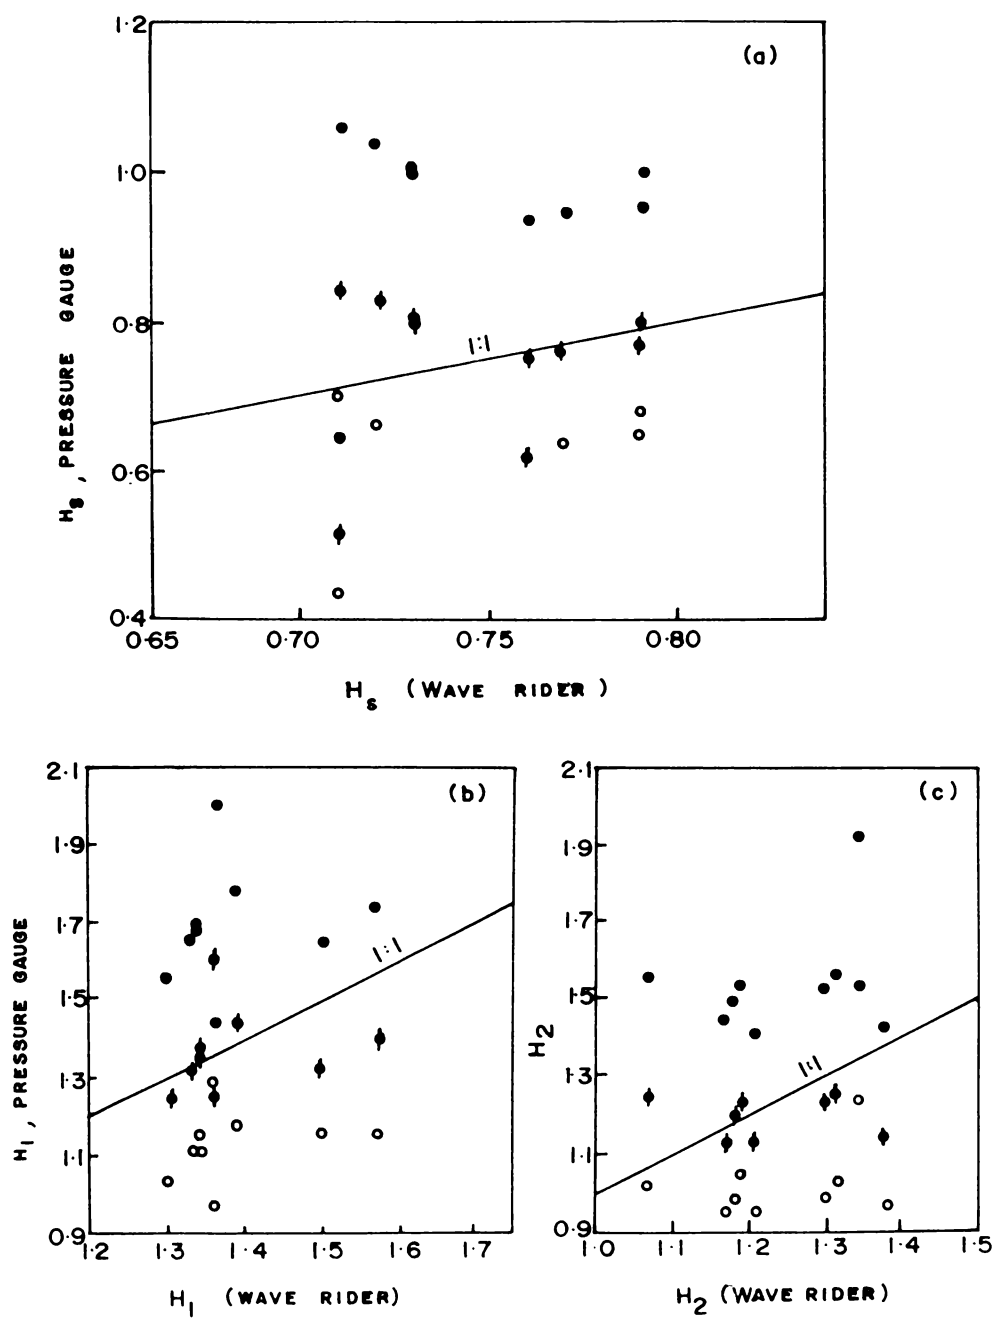 1.2
(a)
1.0
0.8
1:1
0.6
0.4
Hs, PRESSURE GAUGE
0.65 0.70 0.75 0.80
Hs (WAVE RIDER)
2.1
(b)
1.9
1.7
1:1
1.5
1.3
1.1
0.9
H1, PRESSURE GAUGE
1.2 1.3 1.4 1.5 1.6 1.7
H1 (WAVE RIDER)
2.1
(c)
1.9
1.7
1.5
H2
1:1
1.3
1.1
0.9
1.0 1.1 1.2 1.3 1.4 1.5
H2 (WAVE RIDER)